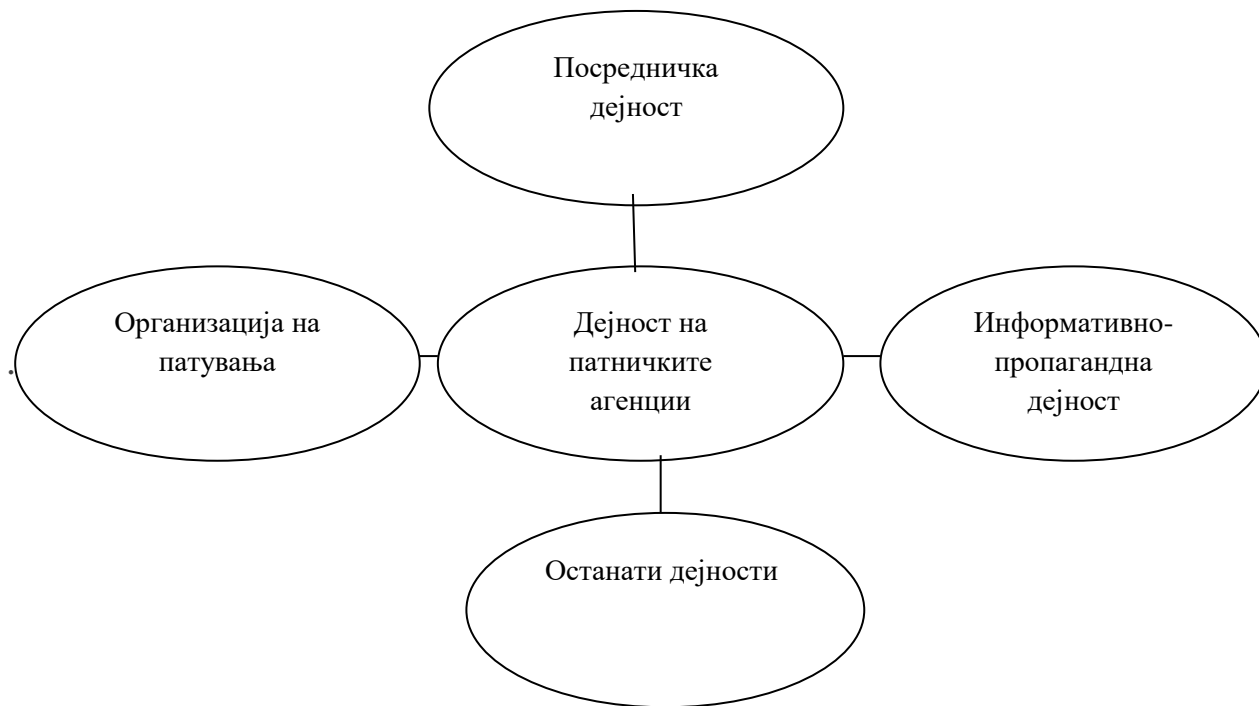 Посредничка
дејност
Организација на
патувања
Дејност на
патничките
агенции
Информативно-
пропагандна
дејност
Останати дејности